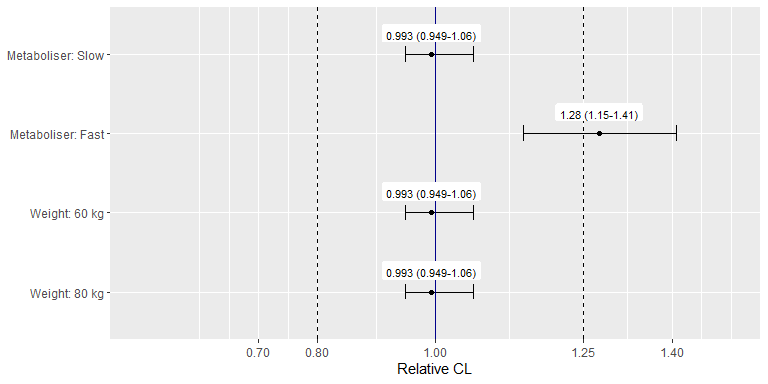 0.993 (0.949-1.06)
Metaboliser: Slow
1.28 (1.15-1.41)
Metaboliser: Fast
0.993 (0.949-1.06)
Weight: 60 kg
0.993 (0.949-1.06)
Weight: 80 kg
0.70 0.80 1.00 1.25 1.40
Relative CL